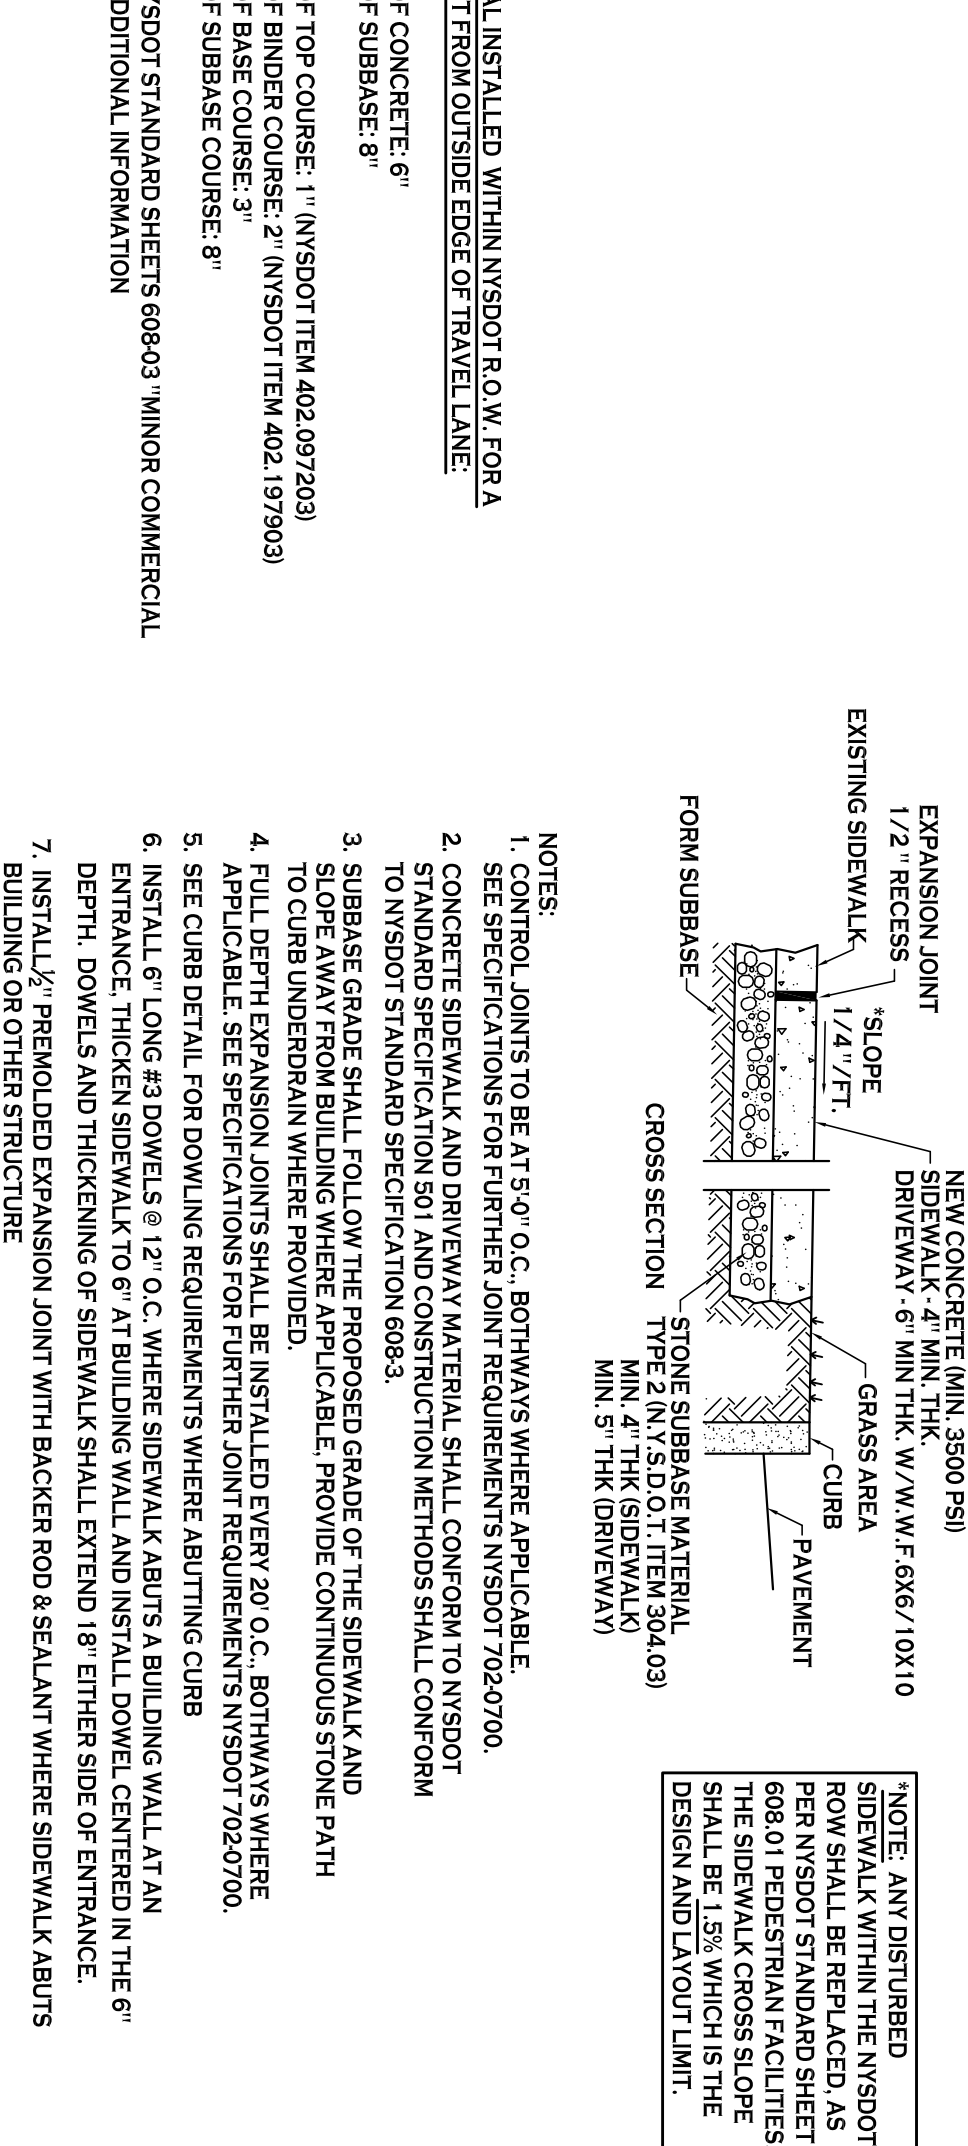 AL INSTALLED WITHIN NYSDOT R.O.W. FOR A
T FROM OUTSIDE EDGE OF TRAVEL LANE:
OF CONCRETE: 6"
OF SUBBASE: 8"
OF TOP COURSE: 1" (NYSDOT ITEM 402.097203)
OF BINDER COURSE: 2" (NYSDOT ITEM 402.197903)
OF BASE COURSE: 3"
OF SUBBASE COURSE: 8"
YSDOT STANDARD SHEETS 608-03 "MINOR COMMERCIAL
DDITIONAL INFORMATION
EXPANSION JOINT
1/2 " RECESS
EXISTING SIDEWALK
*SLOPE
1/4 "/FT.
FORM SUBBASE
NEW CONCRETE (MIN. 3500 PSI)
SIDEWALK - 4" MIN. THK.
DRIVEWAY - 6" MIN THK. W/W.W.F.6X6/10X10
GRASS AREA
CURB
PAVEMENT
STONE SUBBASE MATERIAL
TYPE 2 (N.Y.S.D.O.T. ITEM 304.03)
MIN. 4" THK (SIDEWALK)
MIN. 5" THK (DRIVEWAY)
CROSS SECTION
*NOTE: ANY DISTURBED
SIDEWALK WITHIN THE NYSDOT
ROW SHALL BE REPLACED, AS
PER NYSDOT STANDARD SHEET
608.01 PEDESTRIAN FACILITIES
THE SIDEWALK CROSS SLOPE
SHALL BE 1.5% WHICH IS THE
DESIGN AND LAYOUT LIMIT.
NOTES:
1. CONTROL JOINTS TO BE AT 5'-0" O.C., BOTHWAYS WHERE APPLICABLE.
SEE SPECIFICATIONS FOR FURTHER JOINT REQUIREMENTS NYSDOT 702-0700.
2. CONCRETE SIDEWALK AND DRIVEWAY MATERIAL SHALL CONFORM TO NYSDOT
STANDARD SPECIFICATION 501 AND CONSTRUCTION METHODS SHALL CONFORM
TO NYSDOT STANDARD SPECIFICATION 608-3.
3. SUBBASE GRADE SHALL FOLLOW THE PROPOSED GRADE OF THE SIDEWALK AND
SLOPE AWAY FROM BUILDING WHERE APPLICABLE, PROVIDE CONTINUOUS STONE PATH
TO CURB UNDERDRAIN WHERE PROVIDED.
4. FULL DEPTH EXPANSION JOINTS SHALL BE INSTALLED EVERY 20' O.C., BOTHWAYS WHERE
APPLICABLE. SEE SPECIFICATIONS FOR FURTHER JOINT REQUIREMENTS NYSDOT 702-0700.
5. SEE CURB DETAIL FOR DOWLING REQUIREMENTS WHERE ABUTTING CURB
6. INSTALL 6" LONG #3 DOWELS @ 12" O.C. WHERE SIDEWALK ABUTS A BUILDING WALL AT AN
ENTRANCE, THICKEN SIDEWALK TO 6" AT BUILDING WALL AND INSTALL DOWEL CENTERED IN THE 6"
DEPTH. DOWELS AND THICKENING OF SIDEWALK SHALL EXTEND 18" EITHER SIDE OF ENTRANCE.
7. INSTALL ½" PREMOLDED EXPANSION JOINT WITH BACKER ROD & SEALANT WHERE SIDEWALK ABUTS
BUILDING OR OTHER STRUCTURE